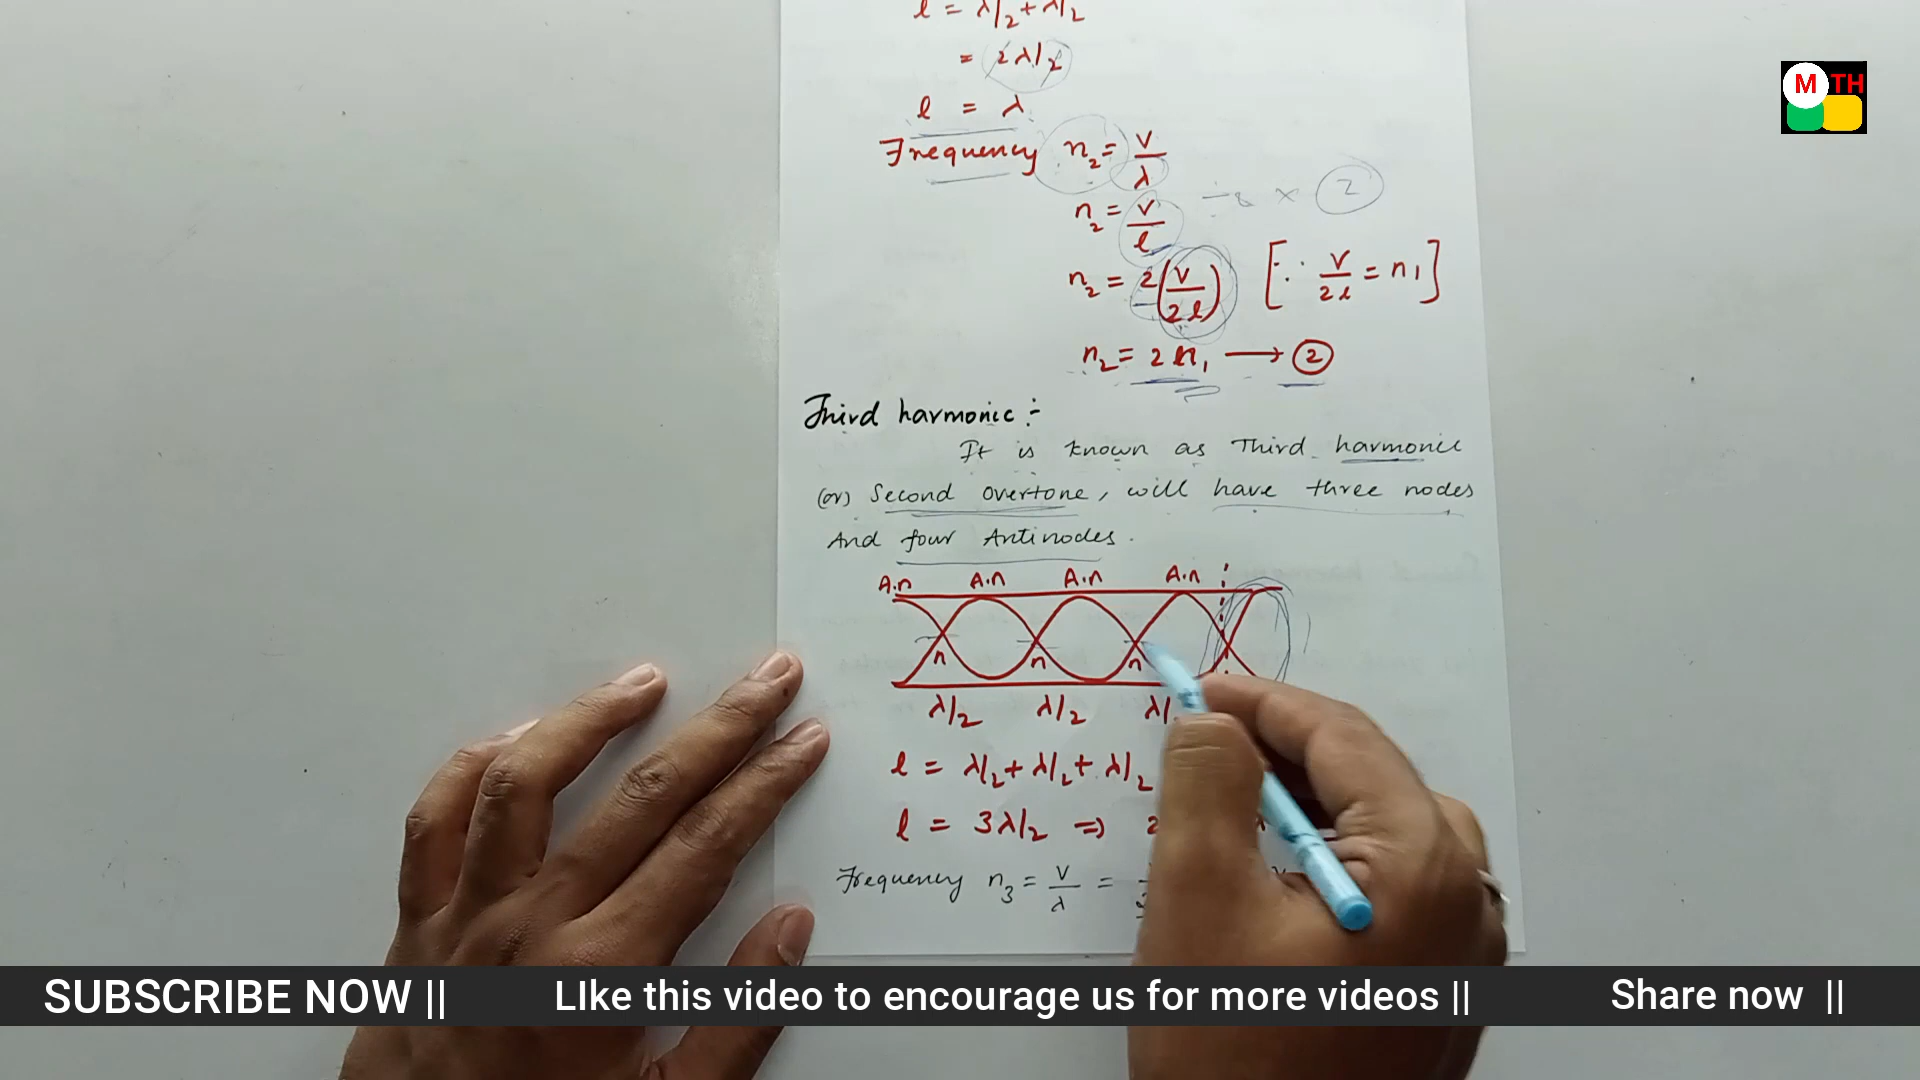 l = λ/2 + λ/2
= 2λ/2
l = λ
Frequency n₂ = v/λ
÷ × ②
n₂ = v/l
n₂ = 2(v/2l) [∵ v/2l = n₁]
n₂ = 2n₁ → ②
Third harmonic :-
It is known as Third harmonic
(or) Second overtone, will have three nodes
And four Antinodes.
A.n A.n A.n A.n
n n n
λ/2 λ/2 λ/
l = λ/2 + λ/2 + λ/2
l = 3λ/2 ⇒ 2 λ
Frequency n₃ = v/λ =
M TH
SUBSCRIBE NOW || LIke this video to encourage us for more videos || Share now ||